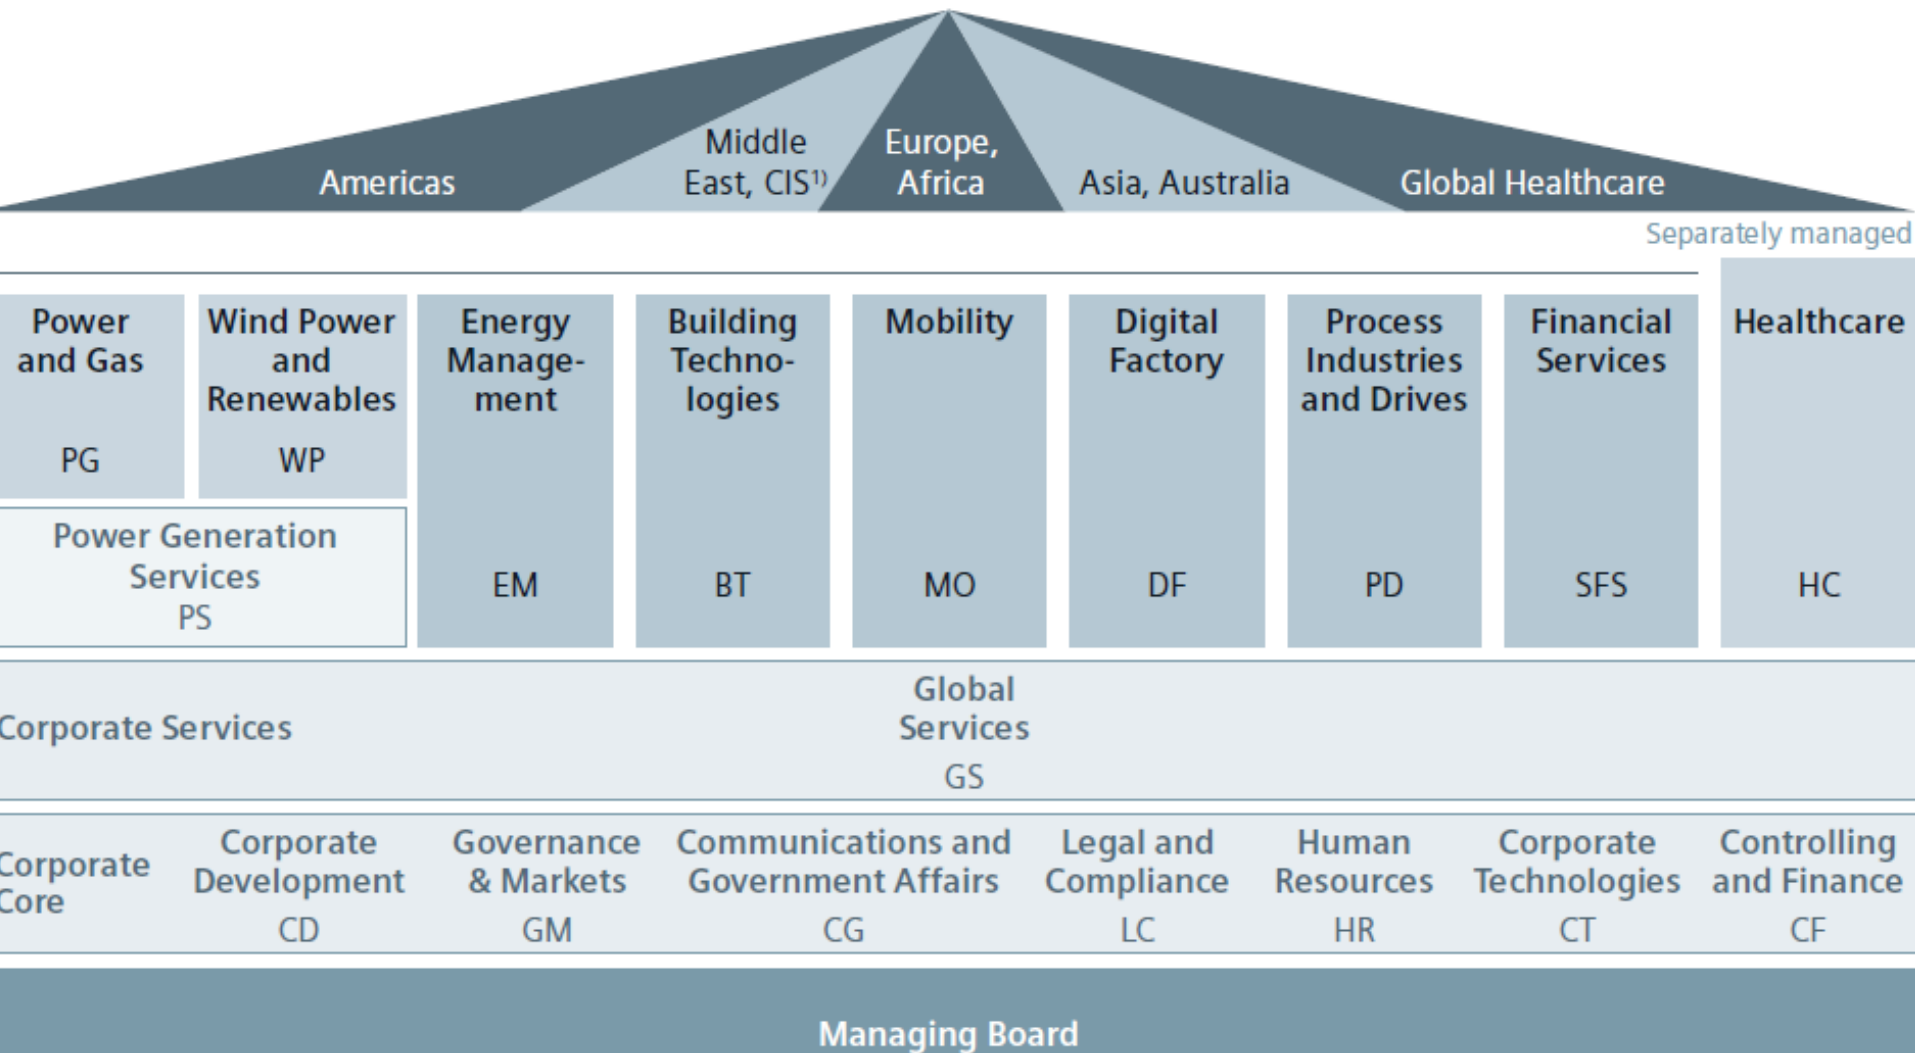 Americas
Middle
East, CIS¹⁾
Europe,
Africa
Asia, Australia
Global Healthcare
Separately managed
Power
and Gas
PG
Wind Power
and
Renewables
WP
Power Generation
Services
PS
Energy
Manage-
ment
EM
Building
Techno-
logies
BT
Mobility
MO
Digital
Factory
DF
Process
Industries
and Drives
PD
Financial
Services
SFS
Healthcare
HC
Corporate Services
Global
Services
GS
Corporate
Core
Corporate
Development
CD
Governance
& Markets
GM
Communications and
Government Affairs
CG
Legal and
Compliance
LC
Human
Resources
HR
Corporate
Technologies
CT
Controlling
and Finance
CF
Managing Board